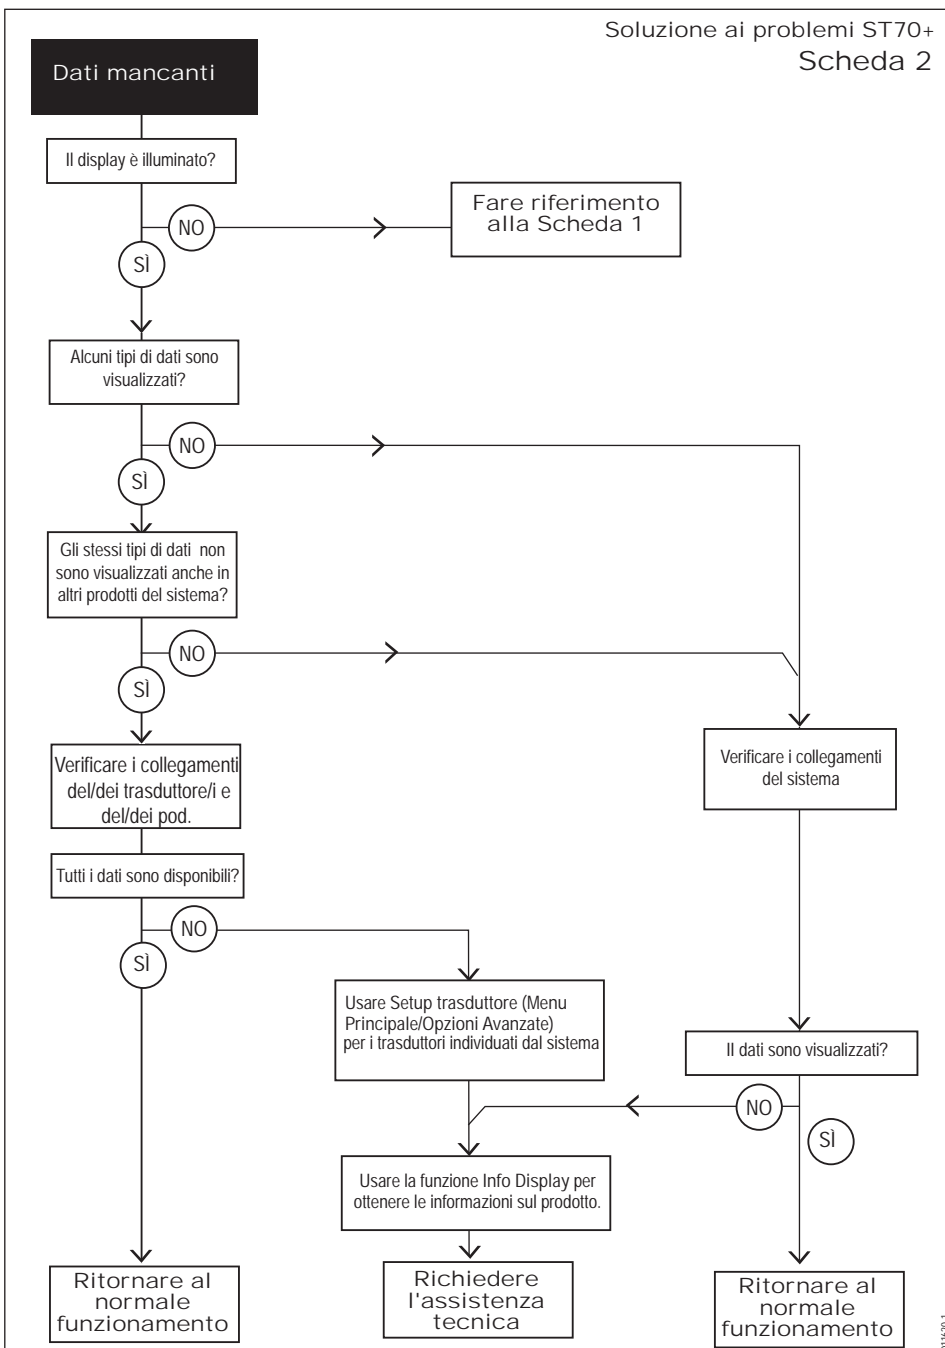 Soluzione ai problemi ST70+
Scheda 2
Dati mancanti
Il display è illuminato?
NO
Fare riferimento
alla Scheda 1
SÌ
Alcuni tipi di dati sono
visualizzati?
NO
SÌ
Gli stessi tipi di dati non
sono visualizzati anche in
altri prodotti del sistema?
NO
SÌ
Verificare i collegamenti
del/dei trasduttore/i e
del/dei pod.
Verificare i collegamenti
del sistema
Tutti i dati sono disponibili?
NO
SÌ
Usare Setup trasduttore (Menu
Principale/Opzioni Avanzate)
per i trasduttori individuati dal sistema
II dati sono visualizzati?
NO
SÌ
Usare la funzione Info Display per
ottenere le informazioni sul prodotto.
Ritornare al
normale
funzionamento
Richiedere
l'assistenza
tecnica
Ritornare al
normale
funzionamento